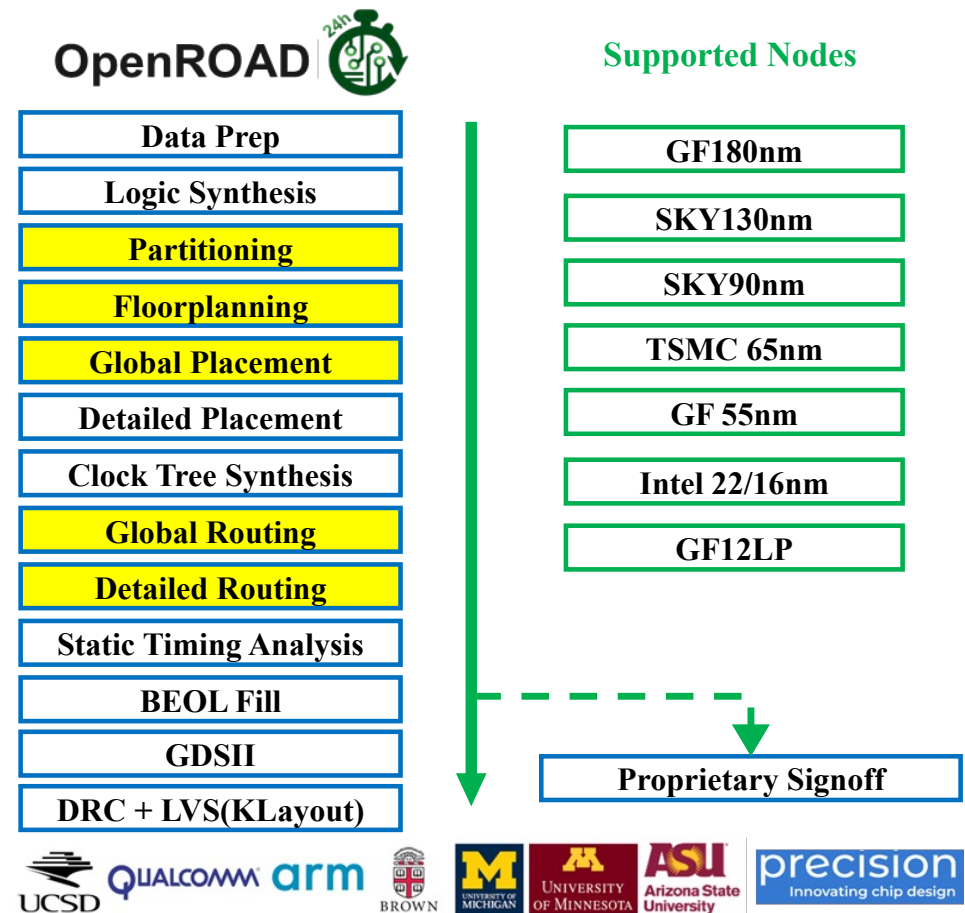 OpenROAD
24h
Supported Nodes
Data Prep
Logic Synthesis
Partitioning
Floorplanning
Global Placement
Detailed Placement
Clock Tree Synthesis
Global Routing
Detailed Routing
Static Timing Analysis
BEOL Fill
GDSII
DRC + LVS(KLayout)
GF180nm
SKY130nm
SKY90nm
TSMC 65nm
GF 55nm
Intel 22/16nm
GF12LP
Proprietary Signoff
UCSD
QUALCOMM
arm
BROWN
M
UNIVERSITY OF
MICHIGAN
M
UNIVERSITY
OF MINNESOTA
ASU
Arizona State
University
precision
Innovating chip design